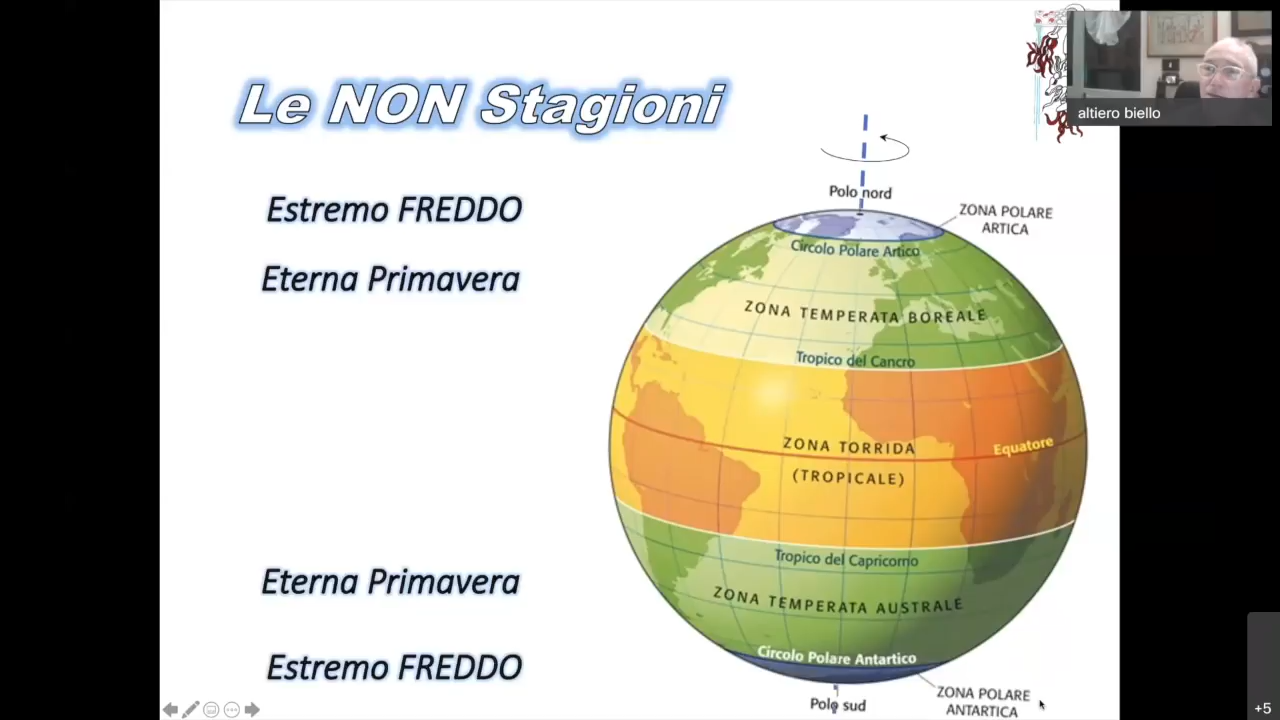 Le NON Stagioni
altiero biello
Estremo FREDDO
Eterna Primavera
Eterna Primavera
Estremo FREDDO
Polo nord
ZONA POLARE
ARTICA
Circolo Polare Artico
ZONA TEMPERATA BOREALE
Tropico del Cancro
ZONA TORRIDA
Equatore
(TROPICALE)
Tropico del Capricorno
ZONA TEMPERATA AUSTRALE
Circolo Polare Antartico
Polo sud
ZONA POLARE
ANTARTICA
+5